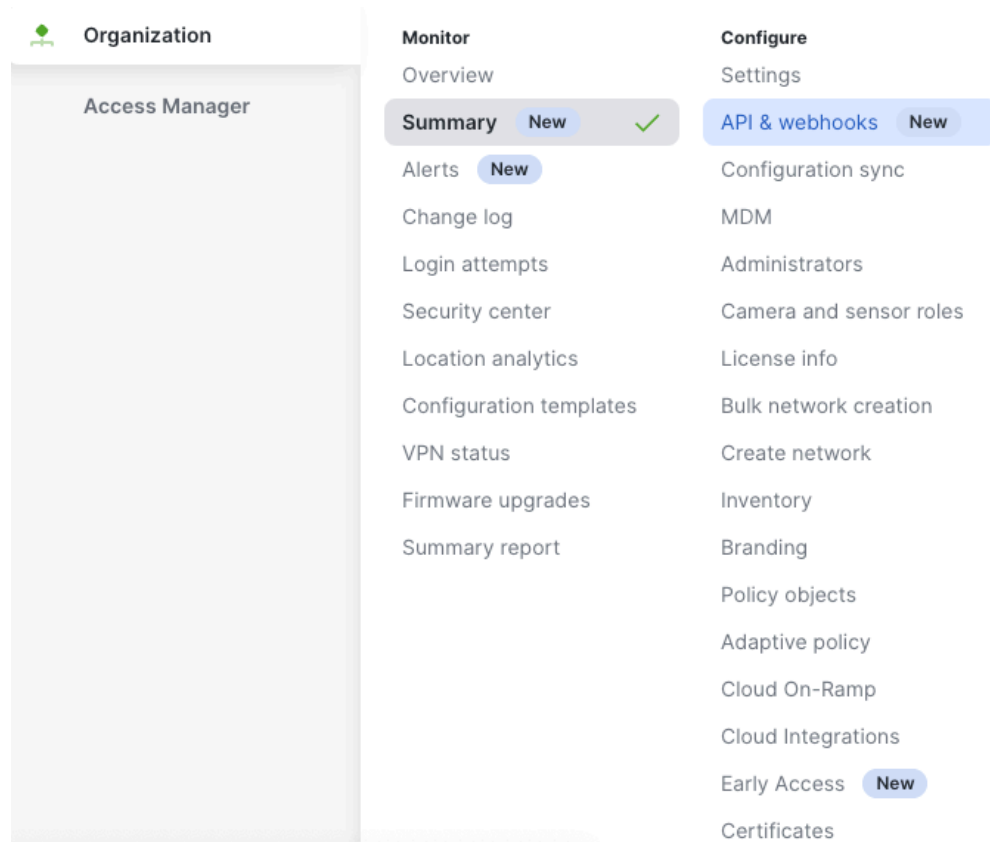 Organization
Access Manager
Monitor
Overview
Summary New
Alerts New
Change log
Login attempts
Security center
Location analytics
Configuration templates
VPN status
Firmware upgrades
Summary report
Configure
Settings
API & webhooks New
Configuration sync
MDM
Administrators
Camera and sensor roles
License info
Bulk network creation
Create network
Inventory
Branding
Policy objects
Adaptive policy
Cloud On-Ramp
Cloud Integrations
Early Access New
Certificates